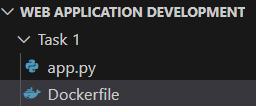 WEB APPLICATION DEVELOPMENT
Task 1
app.py
Dockerfile